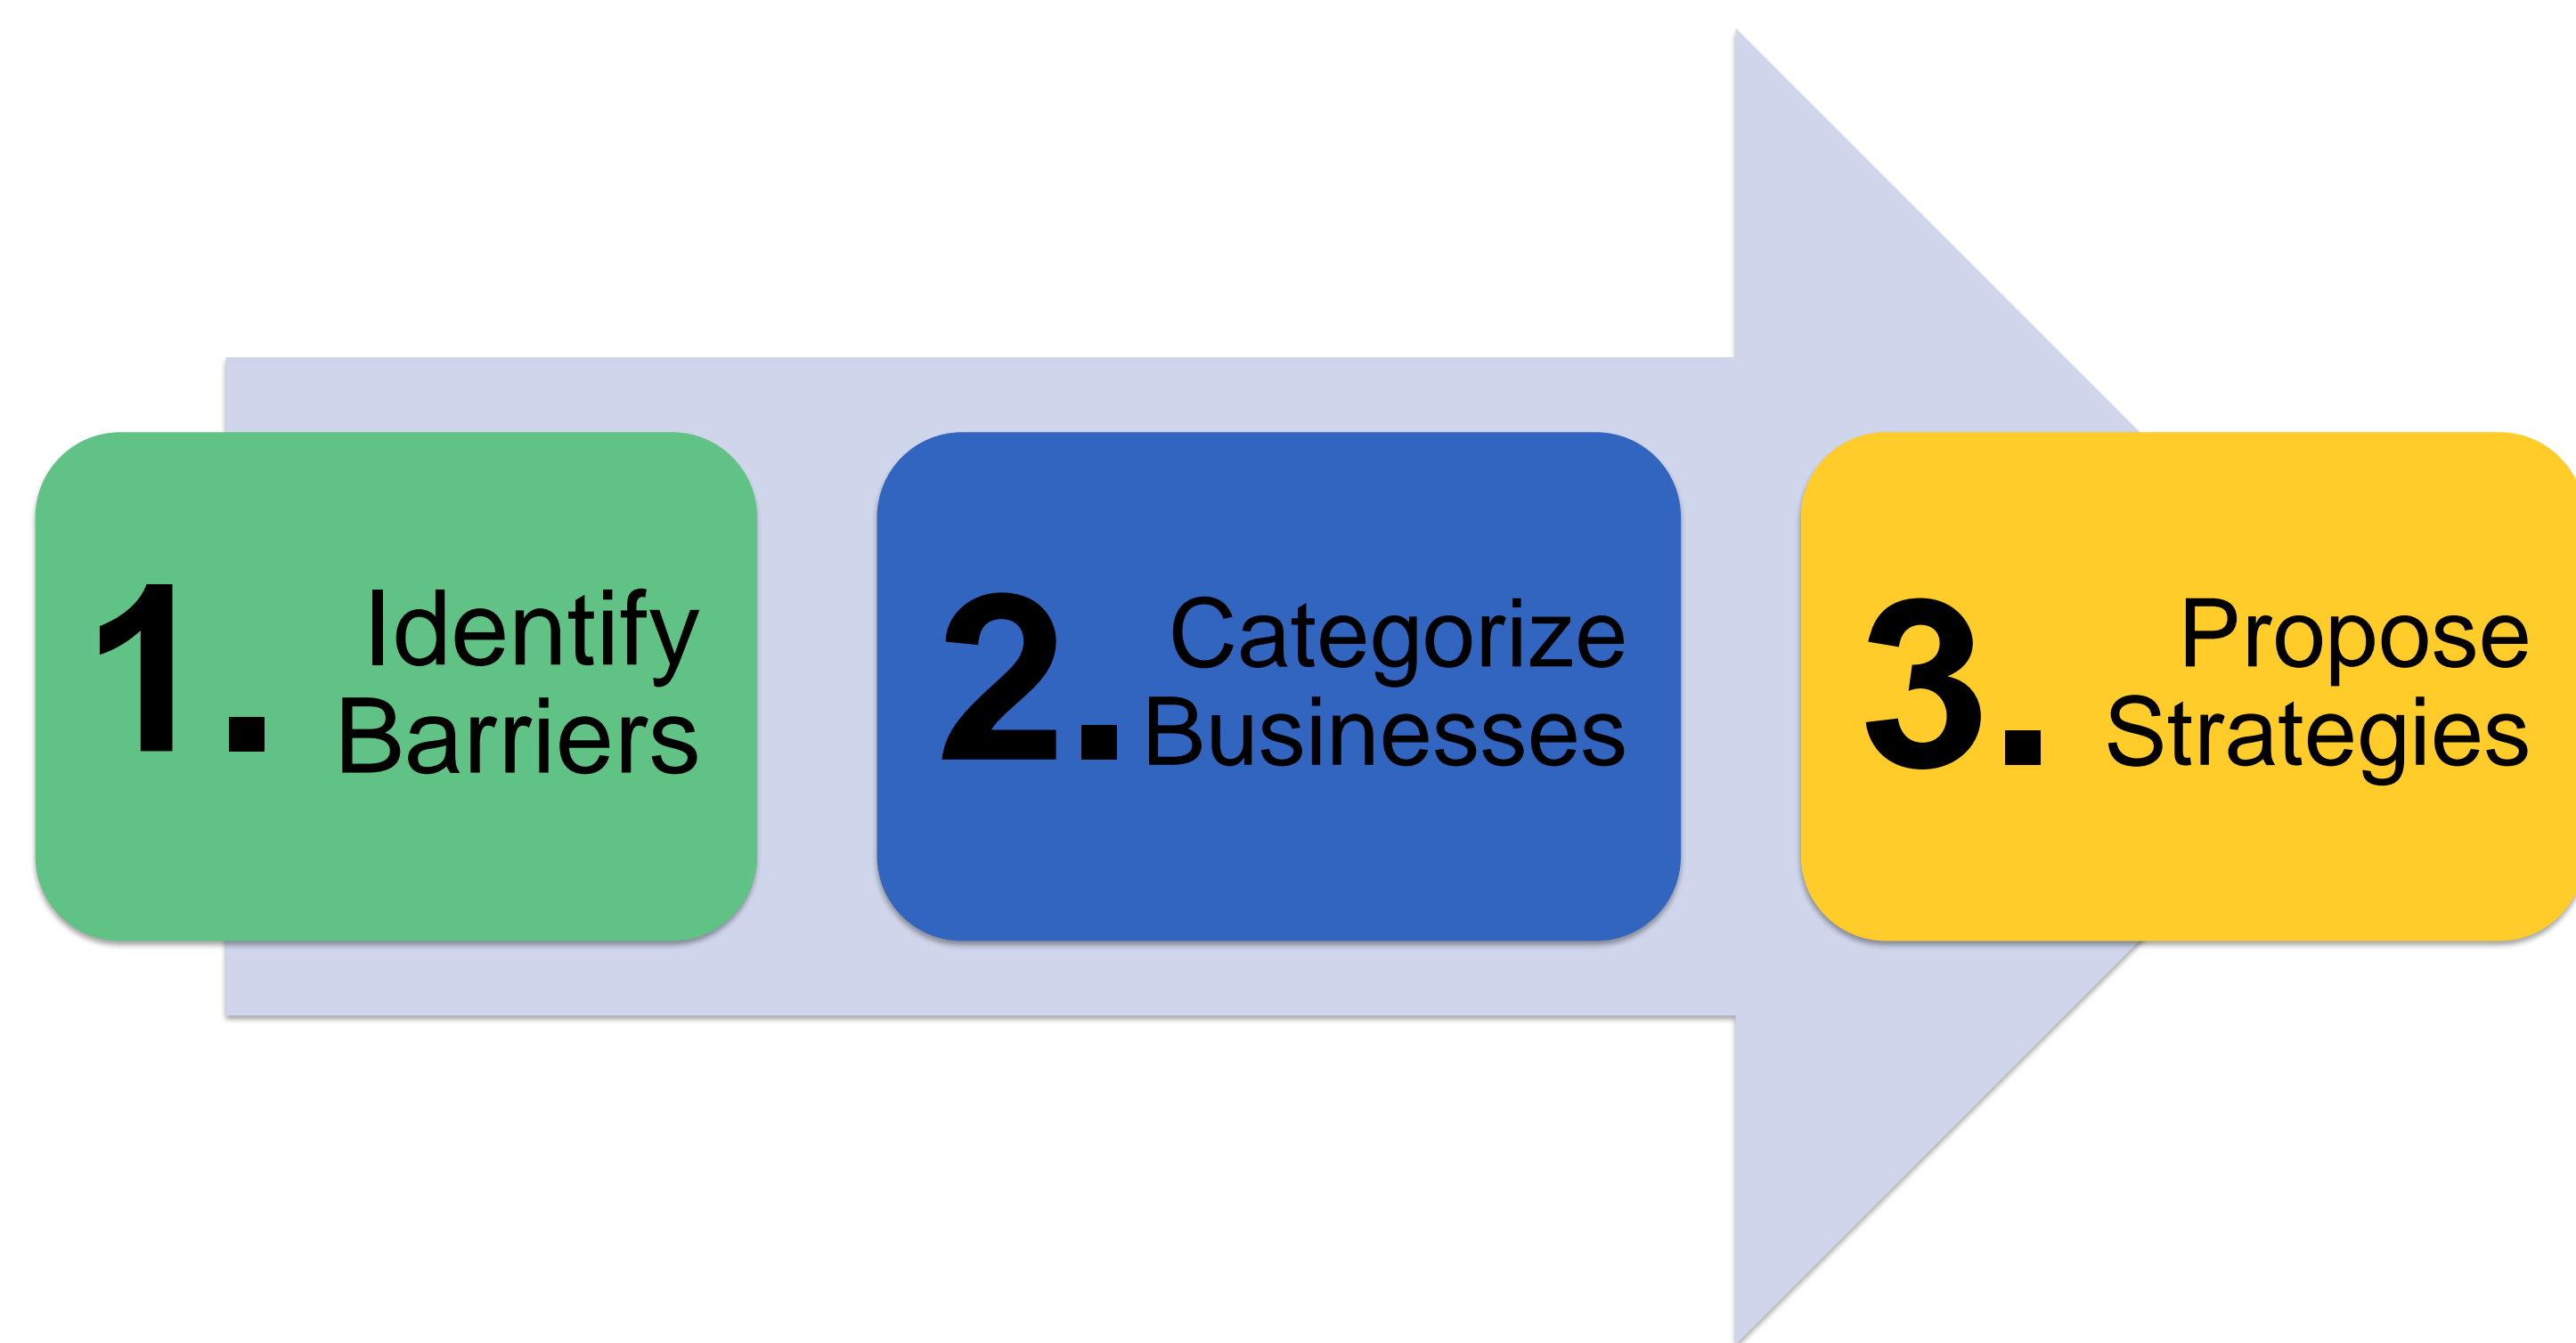 1. Identify
Barriers
2. Categorize
Businesses
3. Propose
Strategies